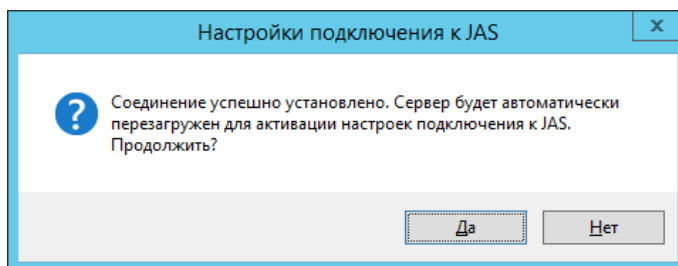 Настройки подключения к JAS
x
Соединение успешно установлено. Сервер будет автоматически
перезагружен для активации настроек подключения к JAS.
Продолжить?
Да
Нет